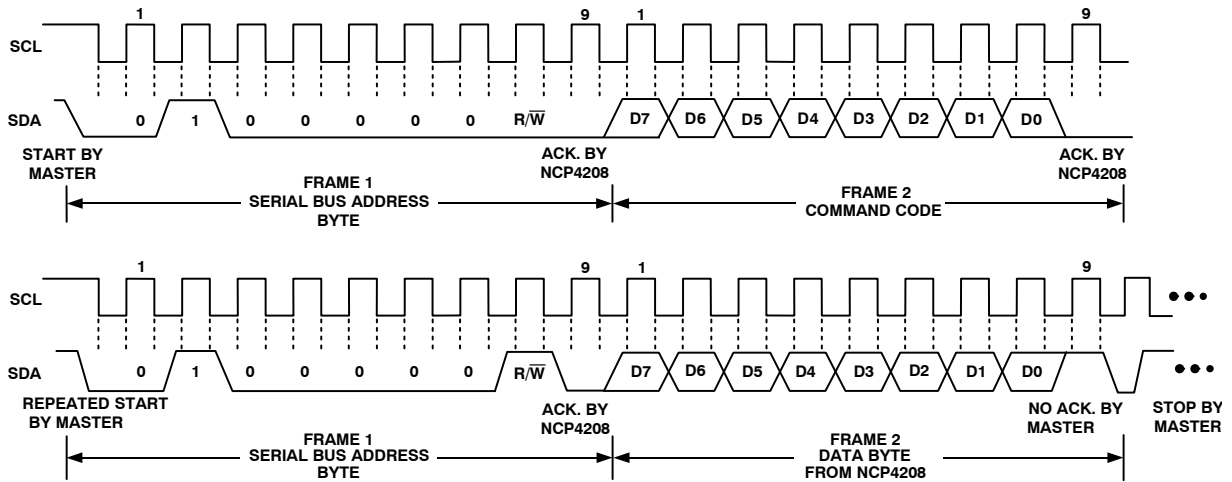 1 9 1 9
SCL
SDA 0 1 0 0 0 0 0 R/W̅ D7 D6 D5 D4 D3 D2 D1 D0
START BY
MASTER
ACK. BY
NCP4208
ACK. BY
NCP4208
FRAME 1
SERIAL BUS ADDRESS
BYTE
FRAME 2
COMMAND CODE
1 9 1 9
SCL
SDA 0 1 0 0 0 0 0 R/W̅ D7 D6 D5 D4 D3 D2 D1 D0
REPEATED START
BY MASTER
ACK. BY
NCP4208
NO ACK. BY
MASTER
STOP BY
MASTER
FRAME 1
SERIAL BUS ADDRESS
BYTE
FRAME 2
DATA BYTE
FROM NCP4208